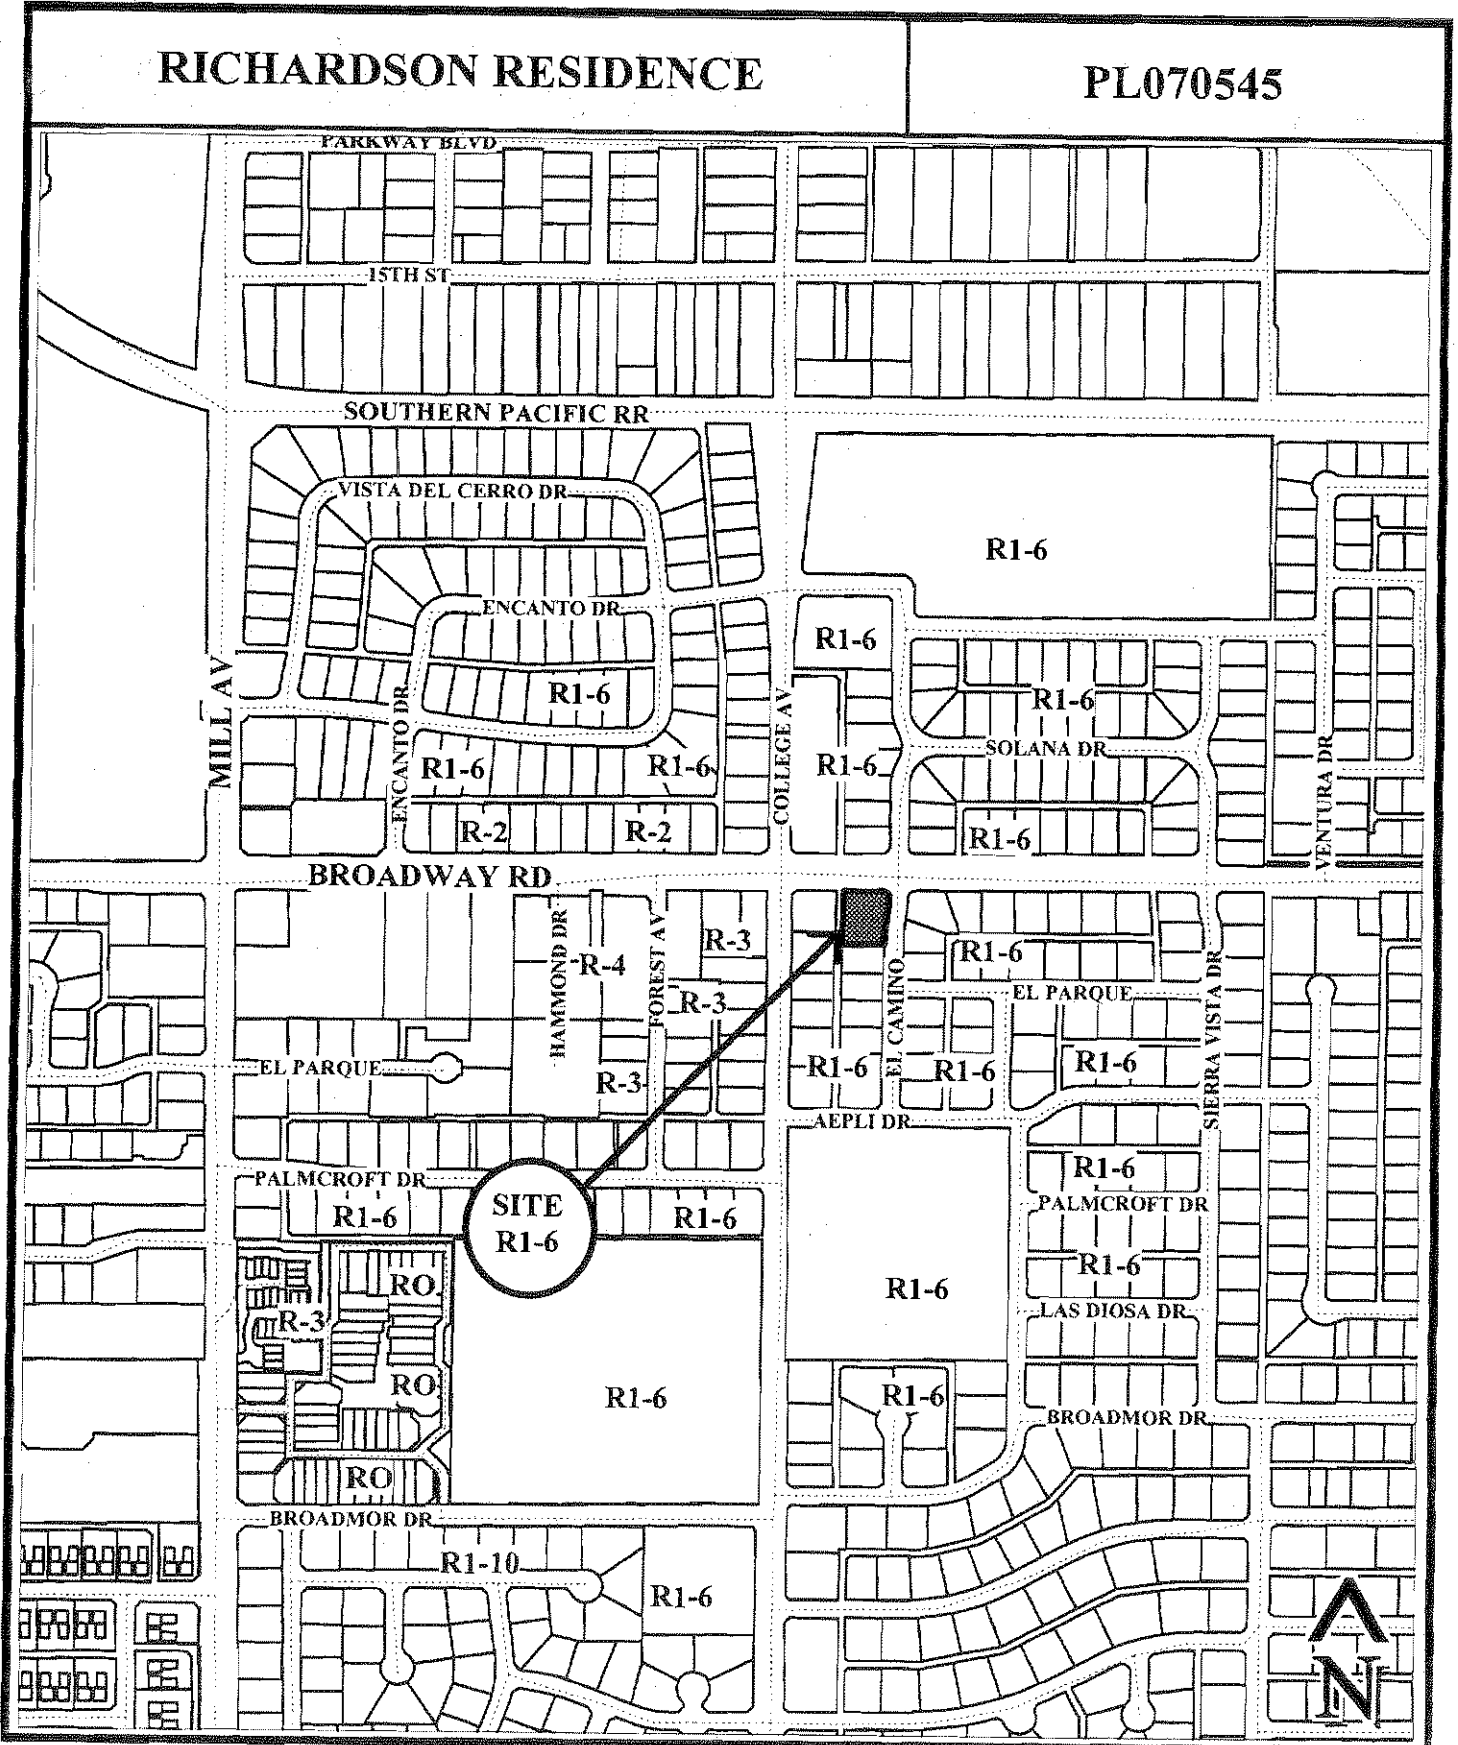 RICHARDSON RESIDENCE
PL070545
PARKWAY BLVD
15TH ST
SOUTHERN PACIFIC RR
VISTA DEL CERRO DR
R1-6
ENCANTO DR
R1-6
R1-6
R1-6
MILL AV
ENCANTO DR
COLLEGE AV
SOLANA DR
VENTURA DR
R1-6
R1-6
R1-6
R-2
R-2
R1-6
BROADWAY RD
HAMMOND DR
R-4
FOREST AV
R-3
R1-6
EL CAMINO
SIERRA VISTA DR
R-3
EL PARQUE
EL PARQUE
R-3
R1-6
R1-6
R1-6
AEPLI DR
PALMCROFT DR
R1-6
PALMCROFT DR
SITE
R1-6
R1-6
R1-6
R1-6
RO
R1-6
R-3
LAS DIOSA DR
RO
R1-6
R1-6
BROADMOR DR
RO
BROADMOR DR
R1-10
R1-6
N